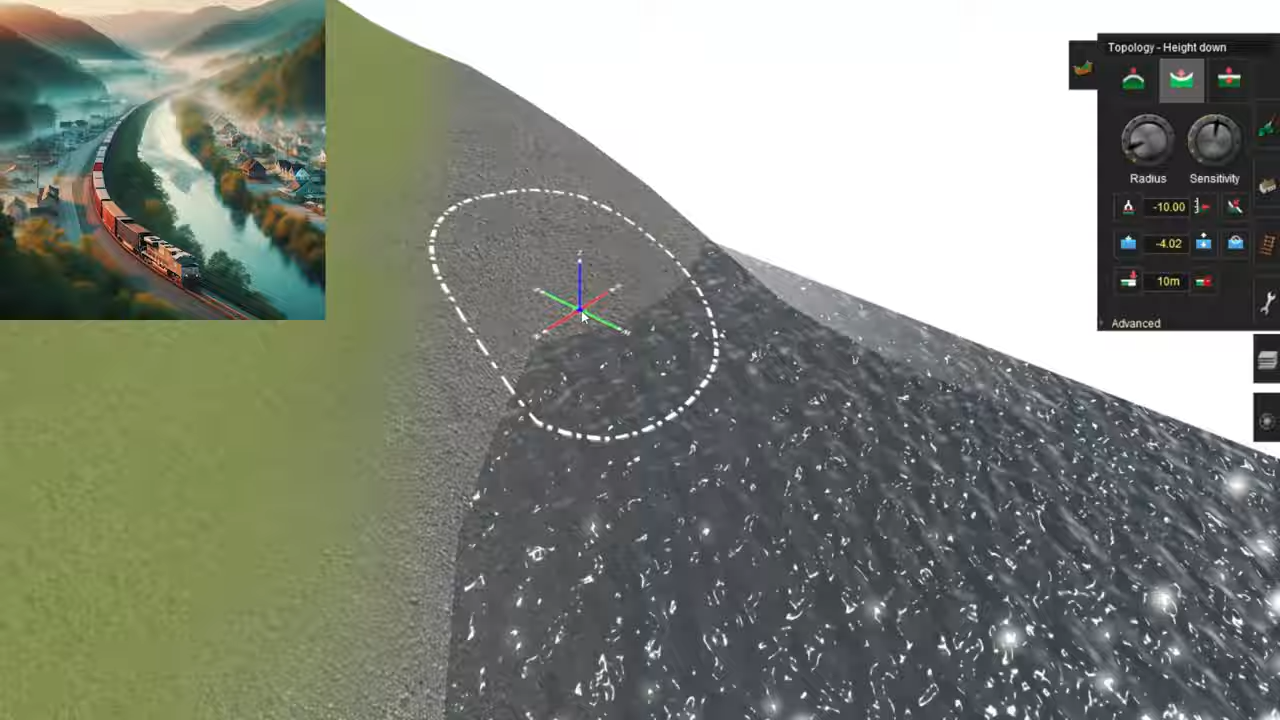 Topology - Height down
Radius
Sensitivity
-10.00
-4.02
10m
Advanced